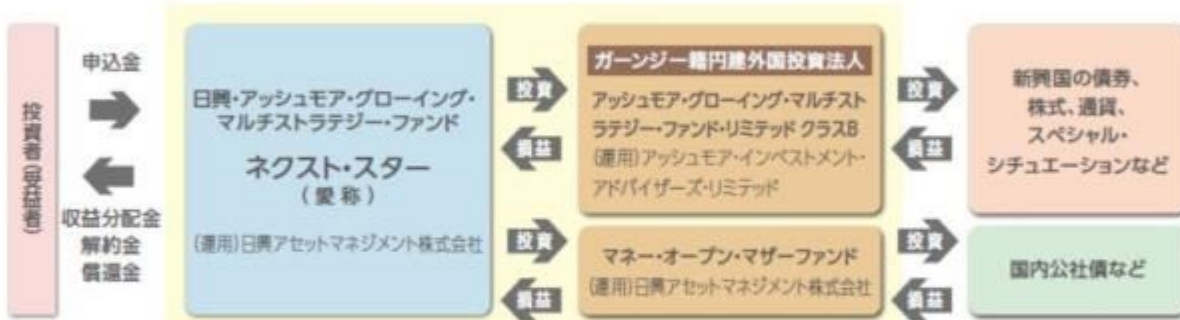 投資者(受益者)
申込金
収益分配金
解約金
償還金
日興・アッシュモア・グローイング・
マルチストラテジー・ファンド
ネクスト・スター
(愛称)
(運用)日興アセットマネジメント株式会社
投資
損益
投資
損益
ガーンジー籍円建外国投資法人
アッシュモア・グローイング・マルチスト
ラテジー・ファンド・リミテッド クラスB
(運用)アッシュモア・インベストメント・
アドバイザーズ・リミテッド
マネー・オープン・マザーファンド
(運用)日興アセットマネジメント株式会社
投資
損益
投資
損益
新興国の債券、
株式、通貨、
スペシャル・
シチュエーションなど
国内公社債など